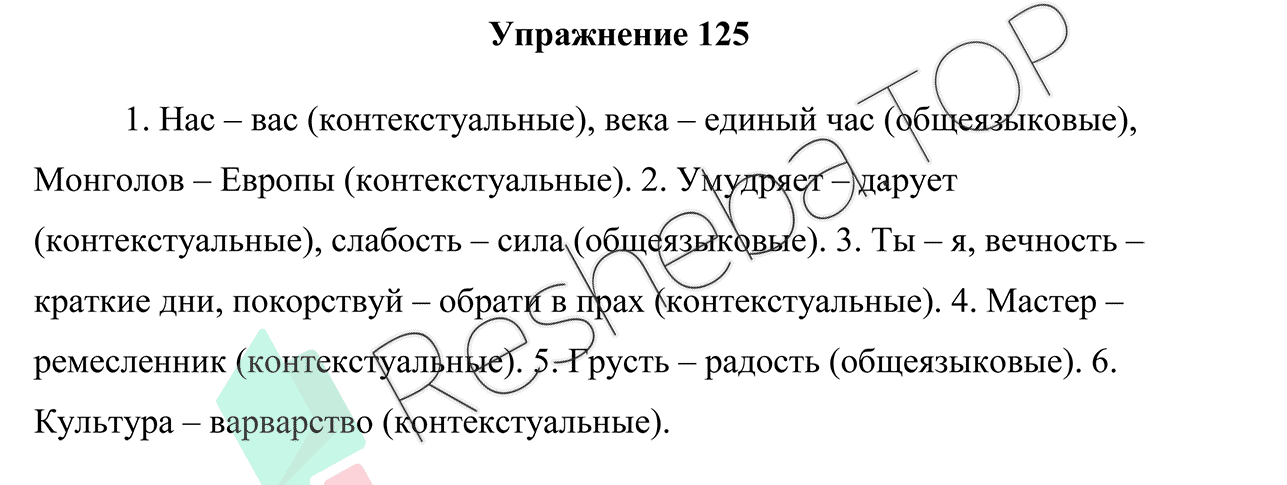 Упражнение 125
1. Нас – вас (контекстуальные), века – единый час (общеязыковые),
Монголов – Европы (контекстуальные). 2. Умудряет – дарует
(контекстуальные), слабость – сила (общеязыковые). 3. Ты – я, вечность –
краткие дни, покорствуй – обрати в прах (контекстуальные). 4. Мастер –
ремесленник (контекстуальные). 5. Грусть – радость (общеязыковые). 6.
Культура – варварство (контекстуальные).
Resheba TOP